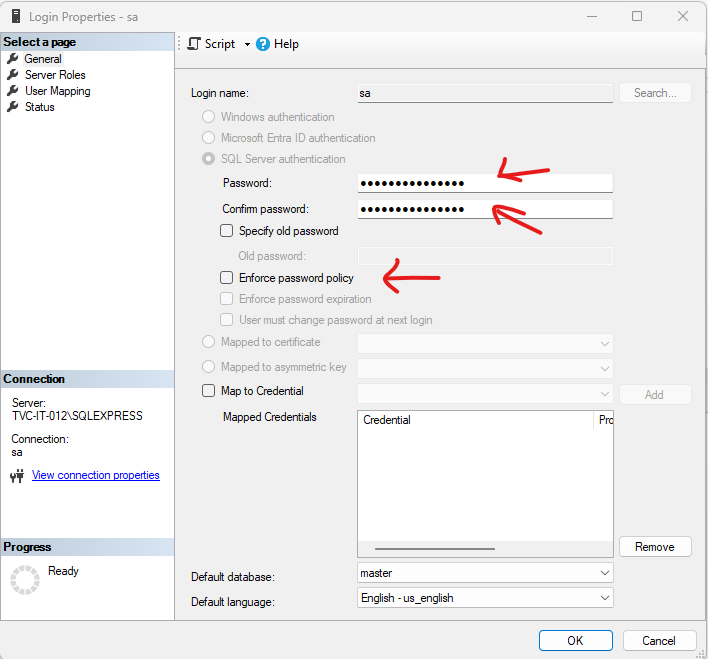 Login Properties - sa
Select a page
General
Server Roles
User Mapping
Status
Connection
Server:
TVC-IT-012\SQLEXPRESS
Connection:
sa
View connection properties
Progress
Ready
Script Help
Login name: sa Search...
Windows authentication
Microsoft Entra ID authentication
SQL Server authentication
Password: ●●●●●●●●●●●●●●●
Confirm password: ●●●●●●●●●●●●●●●
Specify old password
Old password:
Enforce password policy
Enforce password expiration
User must change password at next login
Mapped to certificate
Mapped to asymmetric key
Map to Credential Add
Mapped Credentials Credential Pro
Remove
Default database: master
Default language: English - us_english
OK Cancel